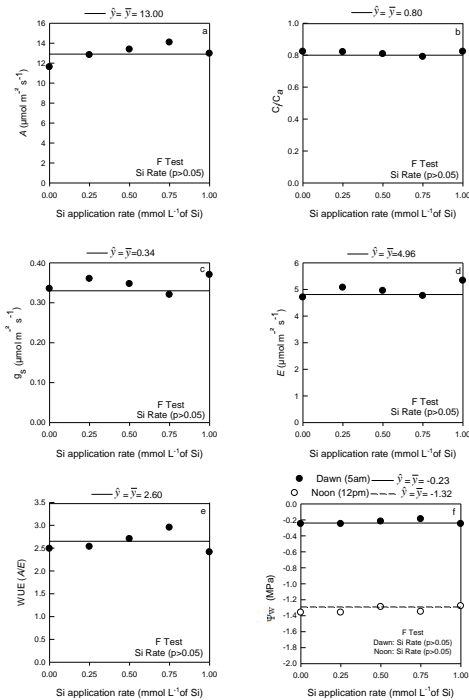 ŷ = ȳ = 13.00
a
16
14
12
10
8
6
4
2
0
A (μmol m⁻² s⁻¹)
F Test
Si Rate (p>0.05)
0.00 0.25 0.50 0.75 1.00
Si application rate (mmol L⁻¹of Si)
ŷ = ȳ = 0.80
b
1.0
0.8
0.6
0.4
0.2
0.0
Ci/Ca
F Test
Si Rate (p>0.05)
0.00 0.25 0.50 0.75 1.00
Si application rate (mmol L⁻¹of Si)
ŷ = ȳ=0.34
c
0.40
0.30
0.20
0.10
0.00
gs (μmol m⁻² s⁻¹)
F Test
Si Rate (p>0.05)
0.00 0.25 0.50 0.75 1.00
Si application rate (mmol L⁻¹of Si)
ŷ = ȳ=4.96
d
6
5
4
3
2
1
0
E (μmol m⁻² s⁻¹)
F Test
Si Rate (p>0.05)
0.00 0.25 0.50 0.75 1.00
Si application rate (mmol L⁻¹of Si)
ŷ = ȳ = 2.60
e
3.5
3.0
2.5
2.0
1.5
1.0
0.5
0.0
WUE (A/E)
F Test
Si Rate (p>0.05)
0.00 0.25 0.50 0.75 1.00
Si application rate (mmol L⁻¹of Si)
Dawn (5am) ŷ = ȳ= -0.23
Noon (12pm) ŷ = ȳ= -1.32
f
0.0
-0.2
-0.4
-0.6
-0.8
-1.0
-1.2
-1.4
-1.6
-1.8
-2.0
Ψw (MPa)
F Test
Dawn: Si Rate (p>0.05)
Noon: Si Rate (p>0.05)
0.00 0.25 0.50 0.75 1.00
Si application rate (mmol L⁻¹of Si)